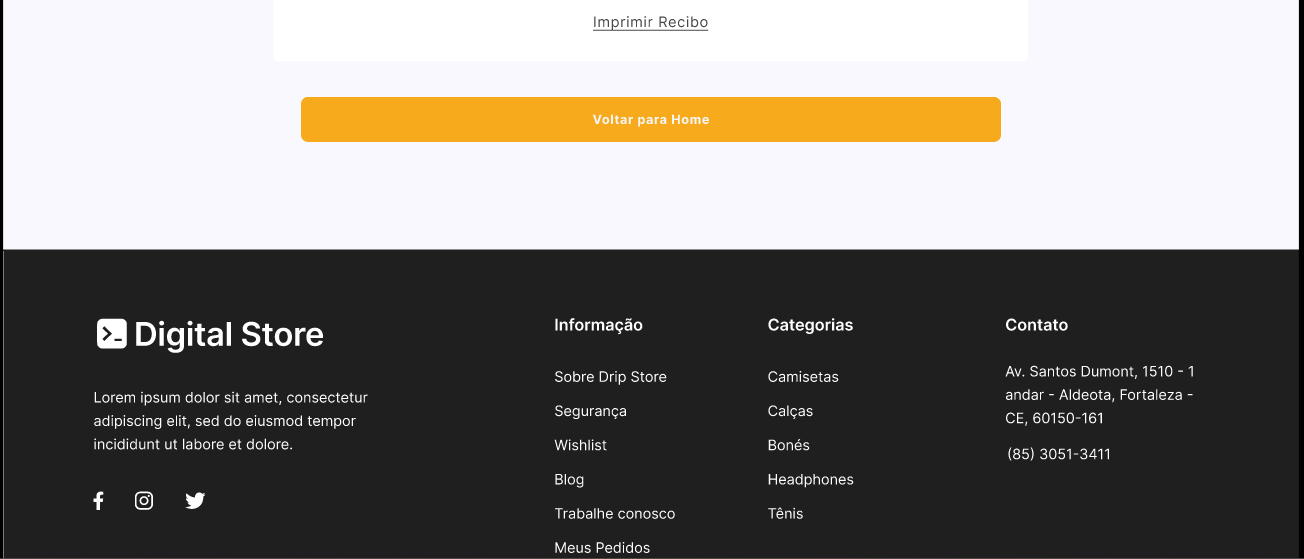 Imprimir Recibo
Voltar para Home
Digital Store
Lorem ipsum dolor sit amet, consectetur
adipiscing elit, sed do eiusmod tempor
incididunt ut labore et dolore.
Informação
Sobre Drip Store
Segurança
Wishlist
Blog
Trabalhe conosco
Meus Pedidos
Categorias
Camisetas
Calças
Bonés
Headphones
Tênis
Contato
Av. Santos Dumont, 1510 - 1
andar - Aldeota, Fortaleza -
CE, 60150-161
(85) 3051-3411